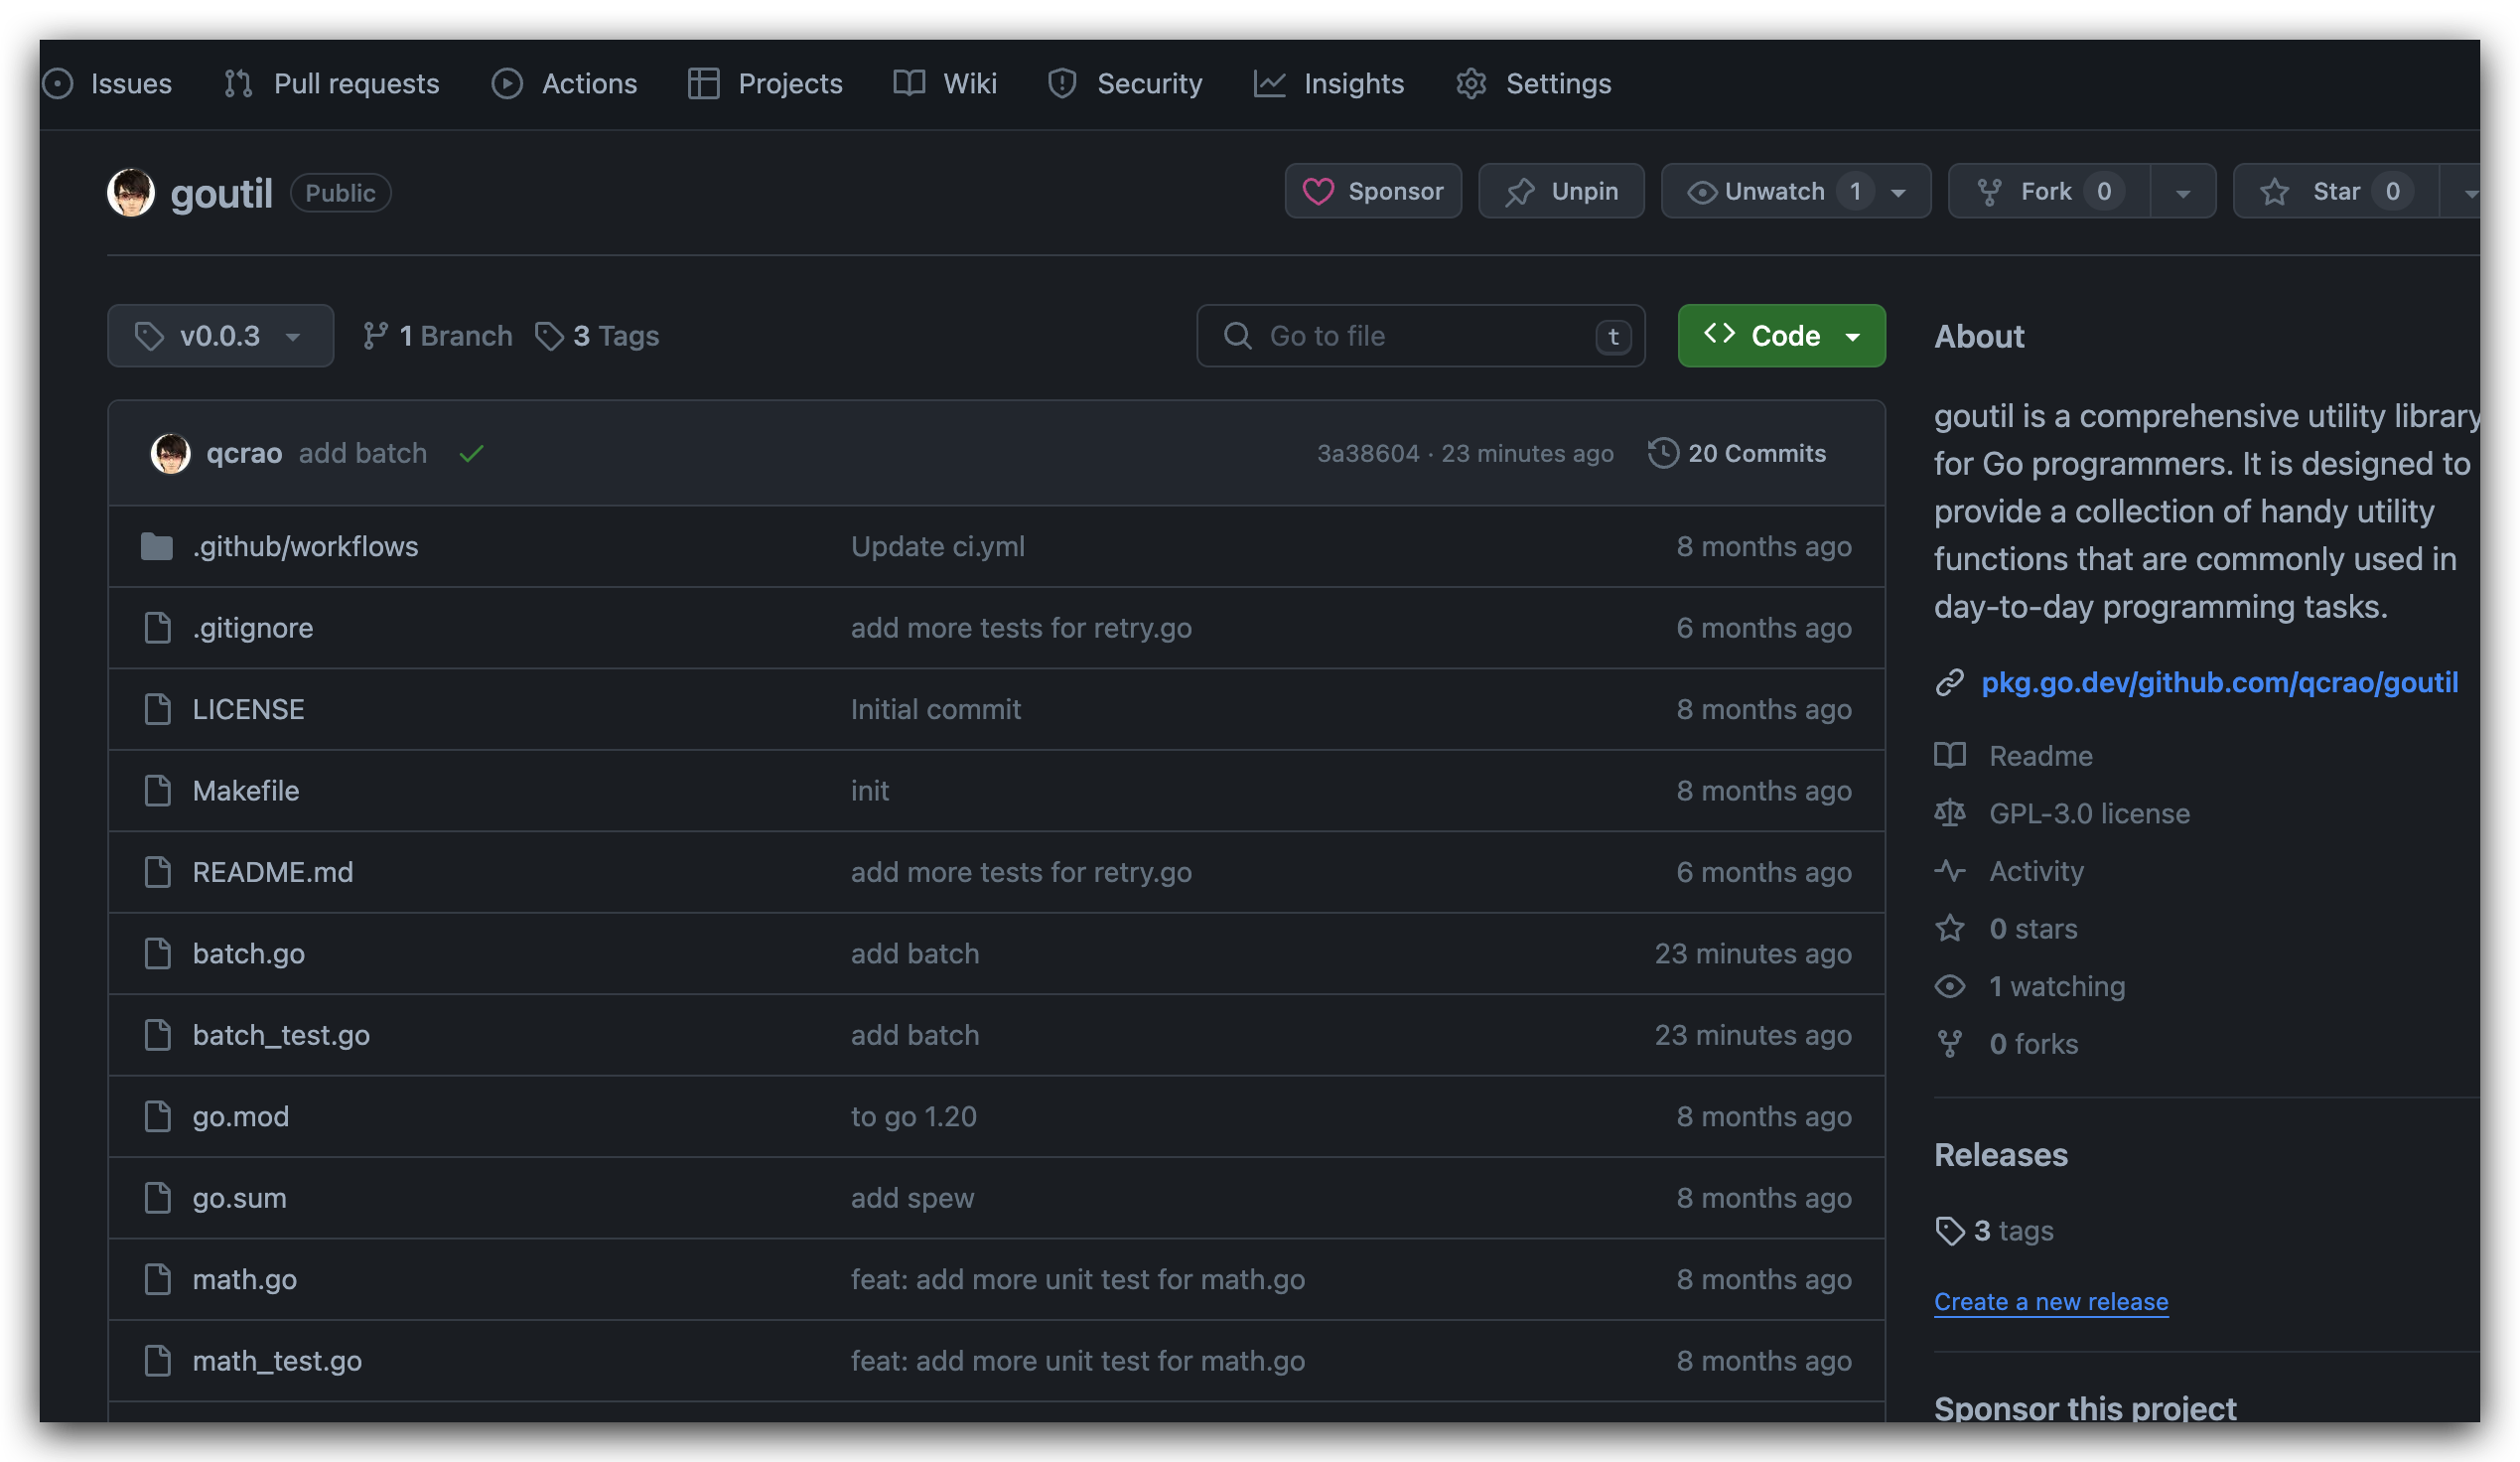 Issues Pull requests Actions Projects Wiki Security Insights Settings
goutil Public Sponsor Unpin Unwatch 1 Fork 0 Star 0
v0.0.3 1 Branch 3 Tags Go to file t Code
qcrao add batch 3a38604 · 23 minutes ago 20 Commits
.github/workflows Update ci.yml 8 months ago
.gitignore add more tests for retry.go 6 months ago
LICENSE Initial commit 8 months ago
Makefile init 8 months ago
README.md add more tests for retry.go 6 months ago
batch.go add batch 23 minutes ago
batch_test.go add batch 23 minutes ago
go.mod to go 1.20 8 months ago
go.sum add spew 8 months ago
math.go feat: add more unit test for math.go 8 months ago
math_test.go feat: add more unit test for math.go 8 months ago
About
goutil is a comprehensive utility library
for Go programmers. It is designed to
provide a collection of handy utility
functions that are commonly used in
day-to-day programming tasks.
pkg.go.dev/github.com/qcrao/goutil
Readme
GPL-3.0 license
Activity
0 stars
1 watching
0 forks
Releases
3 tags
Create a new release
Sponsor this project